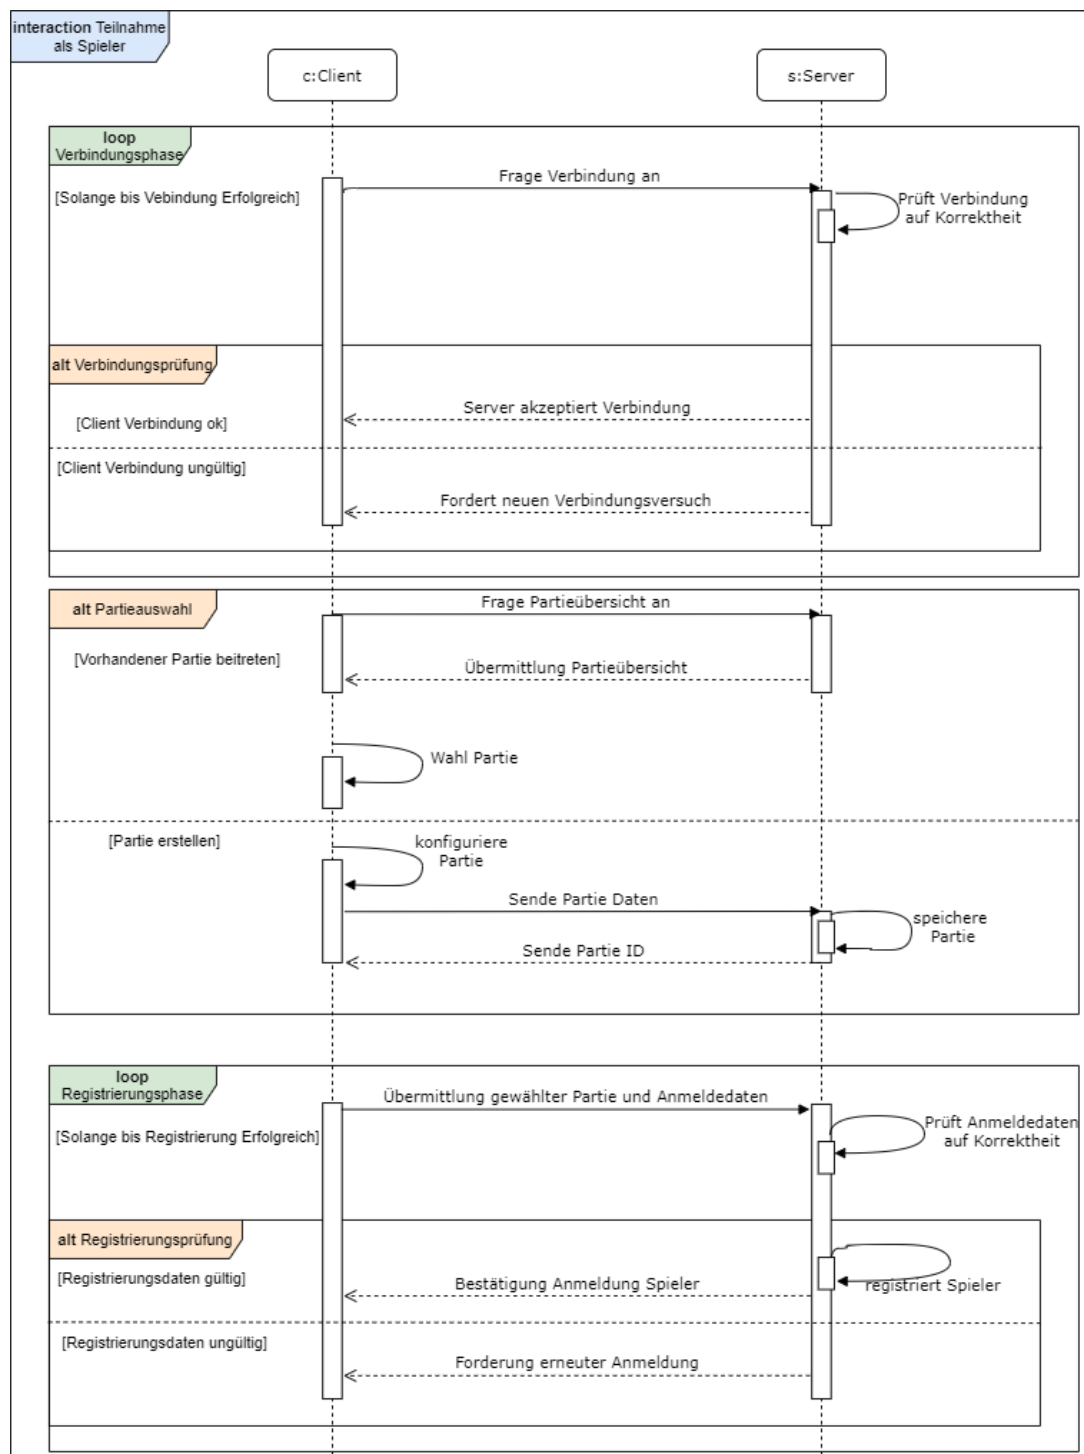 interaction Teilnahme
als Spieler
c:Client
s:Server
loop
Verbindungsphase
Frage Verbindung an
[Solange bis Vebindung Erfolgreich]
Prüft Verbindung
auf Korrektheit
alt Verbindungsprüfung
Server akzeptiert Verbindung
[Client Verbindung ok]
[Client Verbindung ungültig]
Fordert neuen Verbindungsversuch
alt Partieauswahl
Frage Partieübersicht an
[Vorhandener Partie beitreten]
Übermittlung Partieübersicht
Wahl Partie
[Partie erstellen]
konfiguriere
Partie
Sende Partie Daten
speichere
Partie
Sende Partie ID
loop
Registrierungsphase
Übermittlung gewählter Partie und Anmeldedaten
[Solange bis Registrierung Erfolgreich]
Prüft Anmeldedaten
auf Korrektheit
alt Registrierungsprüfung
[Registrierungsdaten gültig]
Bestätigung Anmeldung Spieler
registriert Spieler
[Registrierungsdaten ungültig]
Forderung erneuter Anmeldung